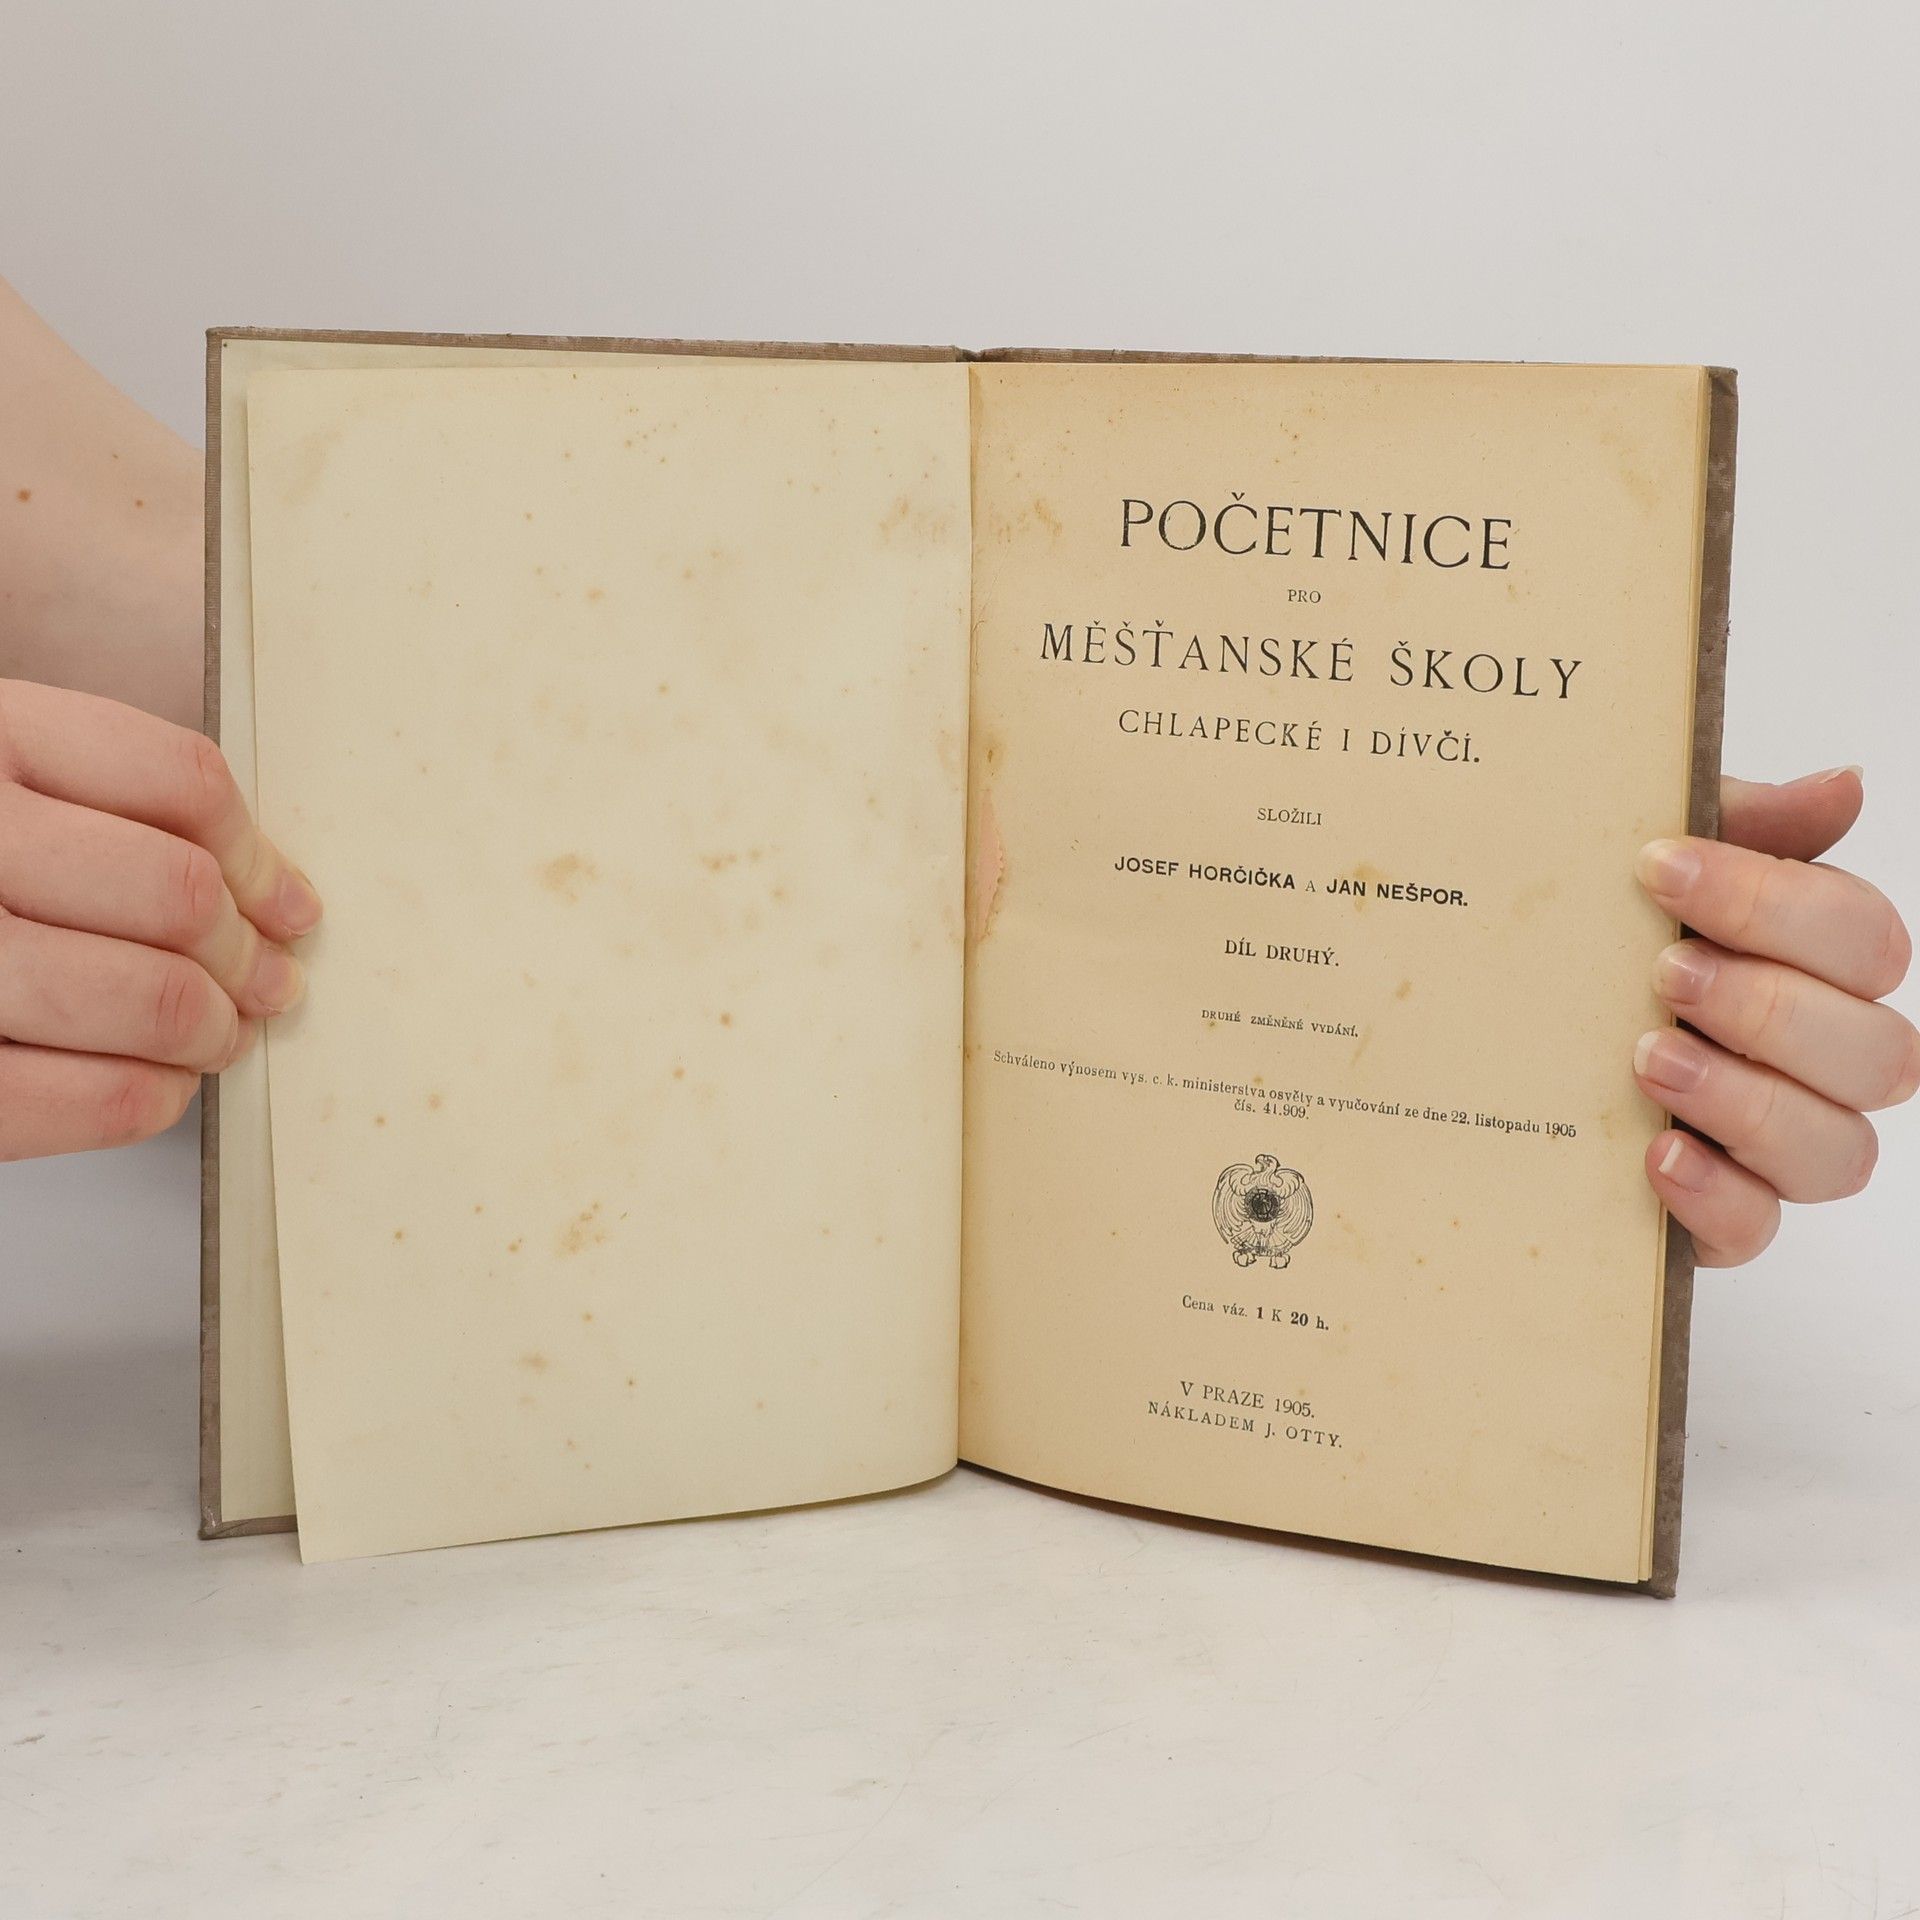 POČETNICE
PRO
MĚŠŤANSKÉ ŠKOLY
CHLAPECKÉ I DÍVČÍ.
SLOŽILI
JOSEF HORČIČKA A JAN NEŠPOR.
DÍL DRUHÝ.
DRUHÉ ZMĚNĚNÉ VYDÁNÍ.
Schváleno výnosem vys. c. k. ministerstva osvěty a vyučování ze dne 22. listopadu 1905
čís. 41.909.
Cena váz. 1 K 20 h.
V PRAZE 1905.
NÁKLADEM J. OTTY.